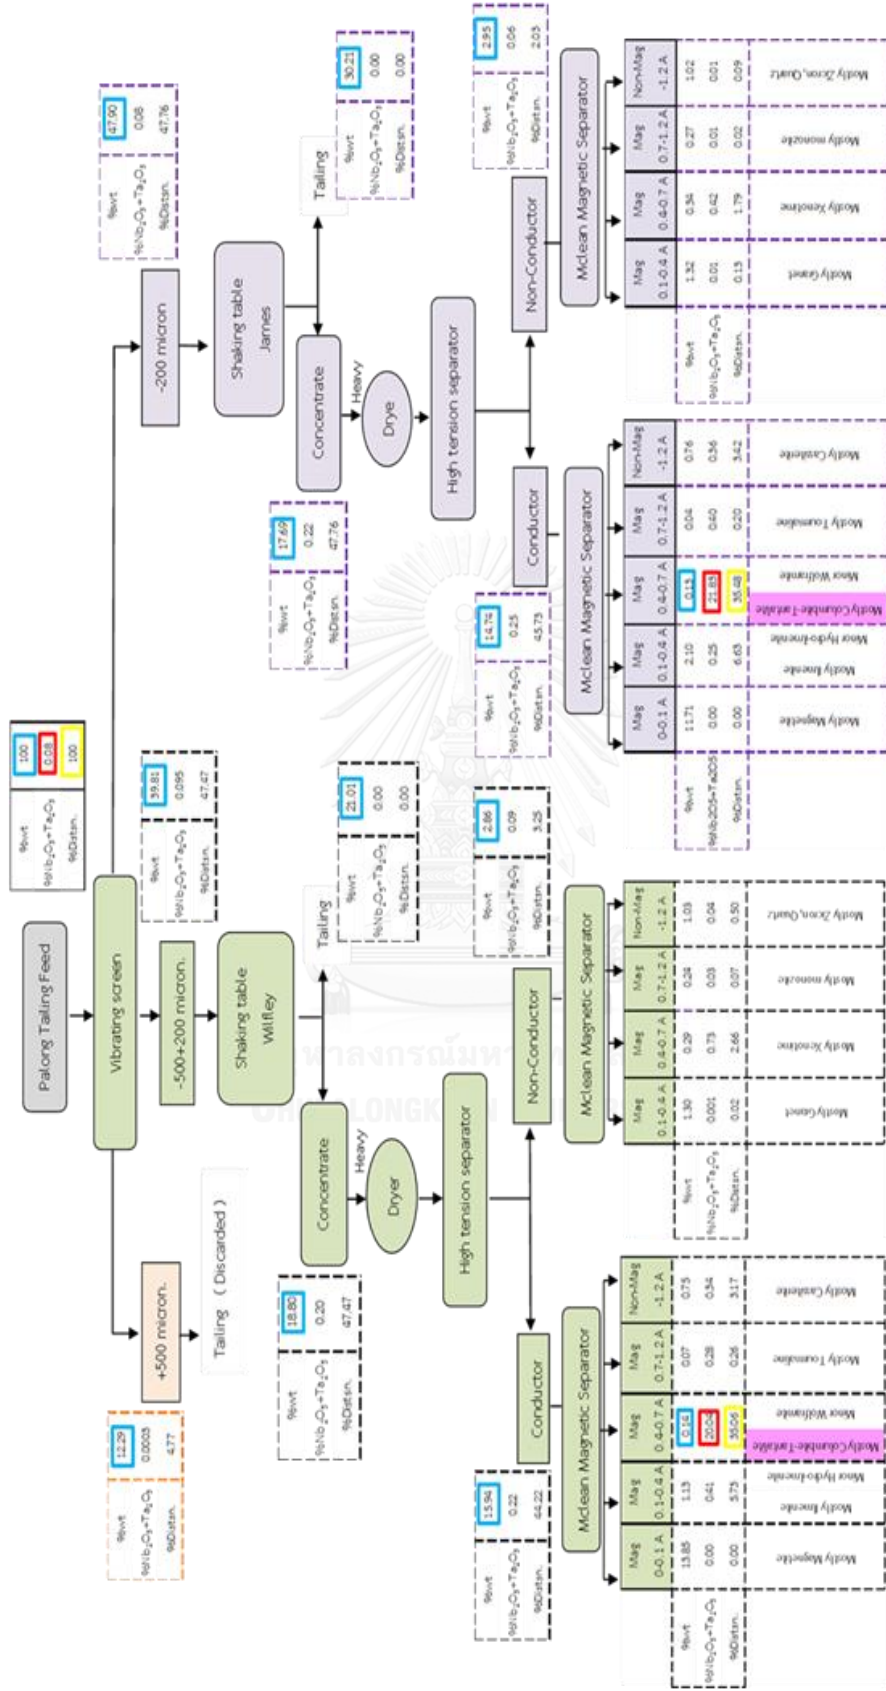 Palong Tailing Feed
%wt 100
%Nb₂O₅+Ta₂O₅ 0.08
%Distsn. 100
Vibrating screen
+500 micron.
%wt 12.29
%Nb₂O₅+Ta₂O₅ 0.0003
%Distsn. 4.77
Tailing ( Discarded )
-500+200 micron.
%wt 39.81
%Nb₂O₅+Ta₂O₅ 0.095
%Distsn. 47.47
Shaking table
Wilfley
Tailing
%wt 21.01
%Nb₂O₅+Ta₂O₅ 0.00
%Distsn. 0.00
Concentrate
%wt 18.80
%Nb₂O₅+Ta₂O₅ 0.20
%Distsn. 47.47
Heavy
Dryer
High tension separator
Conductor
%wt 15.94
%Nb₂O₅+Ta₂O₅ 0.22
%Distsn. 44.22
Mclean Magnetic Separator
Mag Mag Mag Mag Non-Mag
0-0.1 A 0.1-0.4 A 0.4-0.7 A 0.7-1.2 A -1.2 A
%wt 13.85 1.13 0.14 0.07 0.75
%Nb₂O₅+Ta₂O₅ 0.00 0.41 20.04 0.28 0.34
%Distsn. 0.00 5.73 35.06 0.26 3.17
Mostly Magnetite
Mostly Ilmenite
Minor Hydro-Ilmenite
Mostly Columbite-Tantalite
Minor Wolframite
Mostly Tourmaline
Mostly Cassiterite
Non-Conductor
%wt 2.86
%Nb₂O₅+Ta₂O₅ 0.09
%Distsn. 3.25
Mclean Magnetic Separator
Mag Mag Mag Non-Mag
0.1-0.4 A 0.4-0.7 A 0.7-1.2 A -1.2 A
%wt 1.30 0.29 0.24 1.03
%Nb₂O₅+Ta₂O₅ 0.001 0.73 0.03 0.04
%Distsn. 0.02 2.66 0.07 0.50
Mostly Garnet
Mostly Xenotime
Mostly monazite
Mostly Zicron, Quartz
-200 micron
%wt 47.90
%Nb₂O₅+Ta₂O₅ 0.08
%Distsn. 47.76
Shaking table
James
Tailing
%wt 30.21
%Nb₂O₅+Ta₂O₅ 0.00
%Distsn. 0.00
Concentrate
%wt 17.69
%Nb₂O₅+Ta₂O₅ 0.22
%Distsn. 47.76
Heavy
Drye
High tension separator
Conductor
%wt 14.74
%Nb₂O₅+Ta₂O₅ 0.25
%Distsn. 45.73
Mclean Magnetic Separator
Mag Mag Mag Mag Non-Mag
0-0.1 A 0.1-0.4 A 0.4-0.7 A 0.7-1.2 A -1.2 A
%wt 11.71 2.10 0.13 0.04 0.76
%Nb2O5+Ta2O5 0.00 0.25 21.83 0.40 0.36
%Distsn. 0.00 6.63 35.48 0.20 3.42
Mostly Magnetite
Mostly Ilmenite
Minor Hydro-Ilmenite
Mostly Columbite-Tantalite
Minor Wolframite
Mostly Tourmaline
Mostly Cassiterite
Non-Conductor
%wt 2.95
%Nb₂O₅+Ta₂O₅ 0.06
%Distsn. 2.03
Mclean Magnetic Separator
Mag Mag Mag Non-Mag
0.1-0.4 A 0.4-0.7 A 0.7-1.2 A -1.2 A
%wt 1.32 0.34 0.27 1.02
%Nb₂O₅+Ta₂O₅ 0.01 0.42 0.01 0.01
%Distsn. 0.13 1.79 0.02 0.09
Mostly Garnet
Mostly Xenotime
Mostly monazite
Mostly Zicron, Quartz